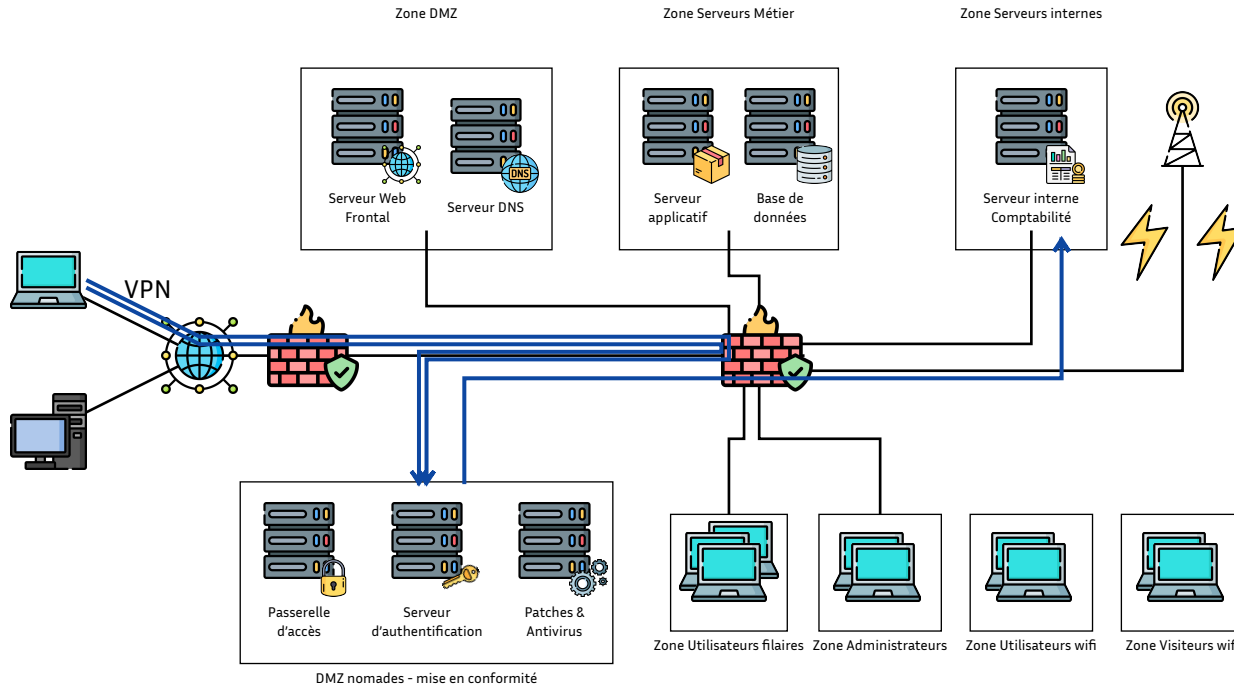 Zone DMZ
Zone Serveurs Métier
Zone Serveurs internes
Serveur Web
Frontal
DNS
Serveur DNS
Serveur
applicatif
Base de
données
Serveur interne
Comptabilité
VPN
Passerelle
d'accès
Serveur
d'authentification
Patches &
Antivirus
DMZ nomades - mise en conformité
Zone Utilisateurs filaires
Zone Administrateurs
Zone Utilisateurs wifi
Zone Visiteurs wif